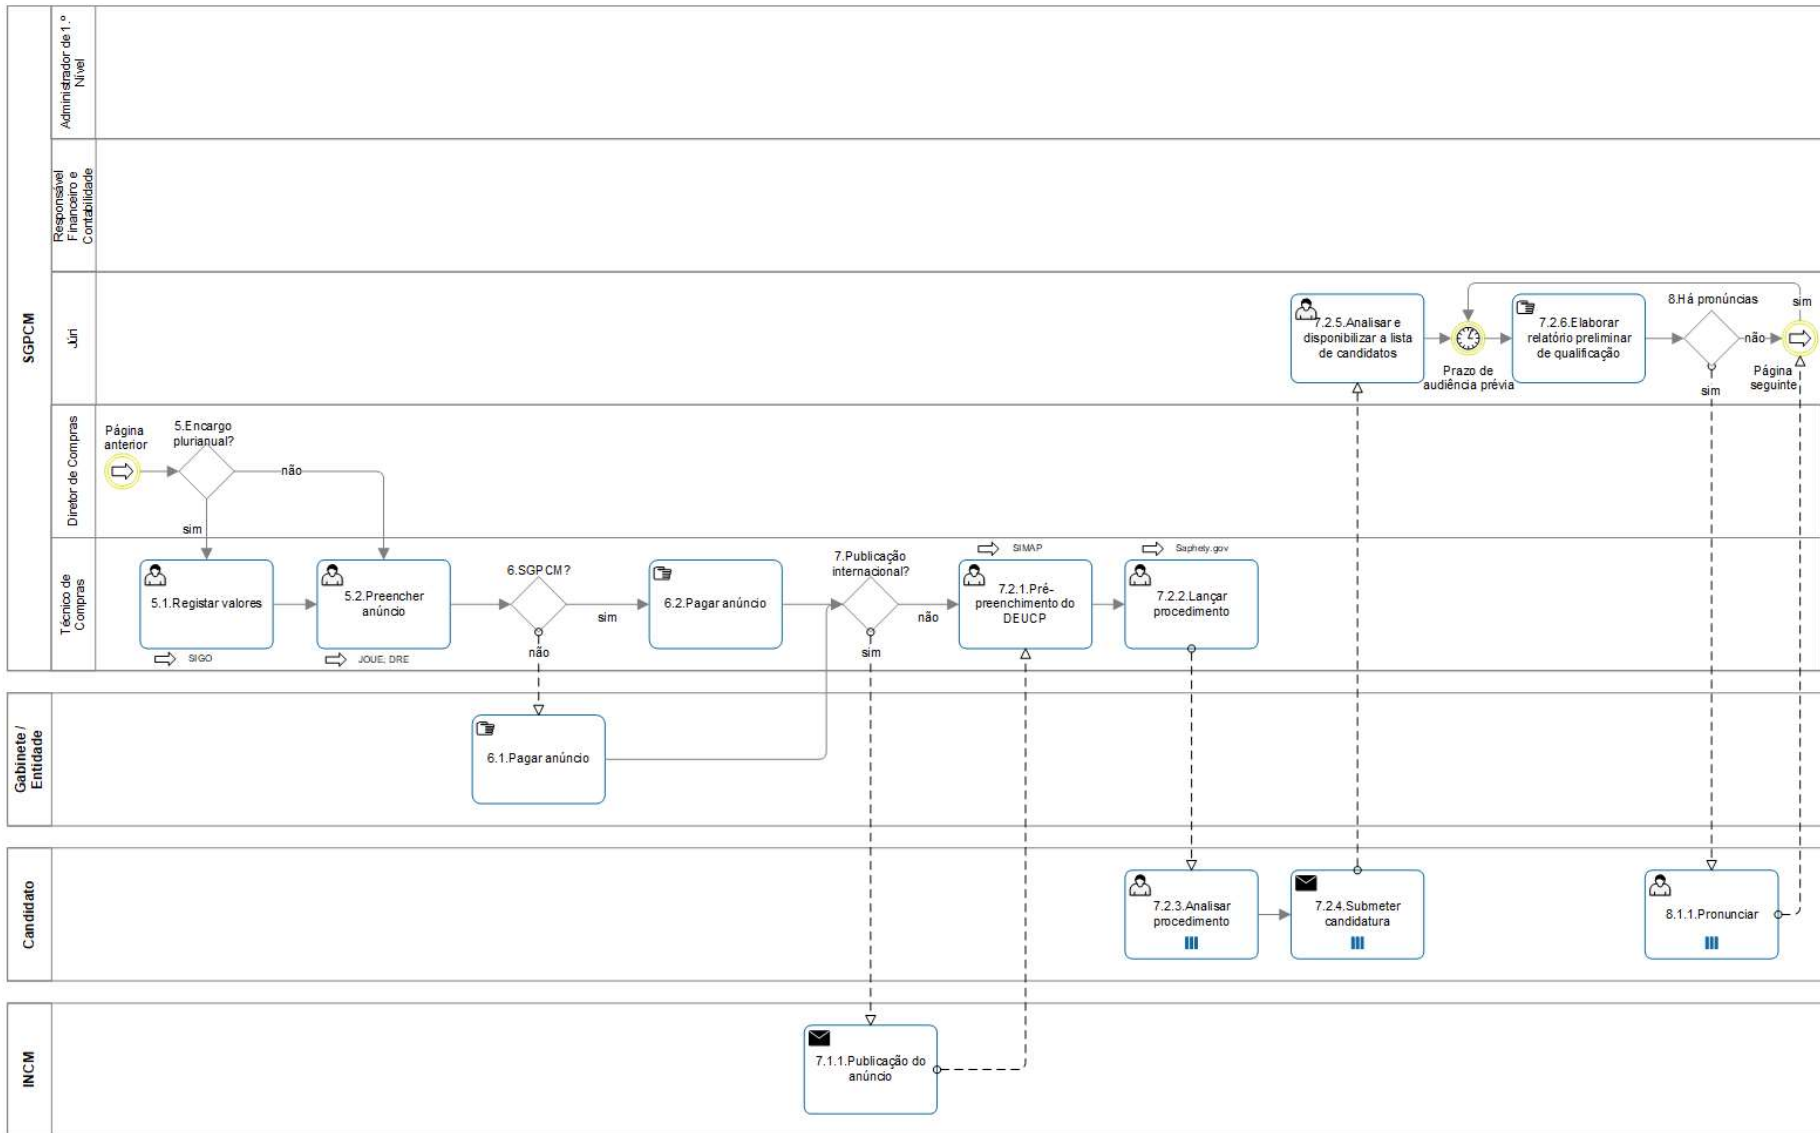 SGPCM
Administrador de 1.º
Nível
Responsável
Financeiro e
Contabilidade
Júri
7.2.5.Analisar e
disponibilizar a lista
de candidatos
Prazo de
audiência prévia
7.2.6.Elaborar
relatório preliminar
de qualificação
8.Há pronúncias
não
sim
sim
Página
seguinte
Diretor de Compras
Página
anterior
5.Encargo
plurianual?
não
sim
Técnico de
Compras
5.1.Registar valores
SIGO
5.2.Preencher
anúncio
JOUE; DRE
6.SGPCM?
sim
não
6.2.Pagar anúncio
7.Publicação
internacional?
não
sim
SIMAP
7.2.1.Pré-
preenchimento do
DEUCP
Saphety.gov
7.2.2.Lançar
procedimento
Gabinete /
Entidade
6.1.Pagar anúncio
Candidato
7.2.3.Analisar
procedimento
7.2.4.Submeter
candidatura
8.1.1.Pronunciar
INCM
7.1.1.Publicação do
anúncio